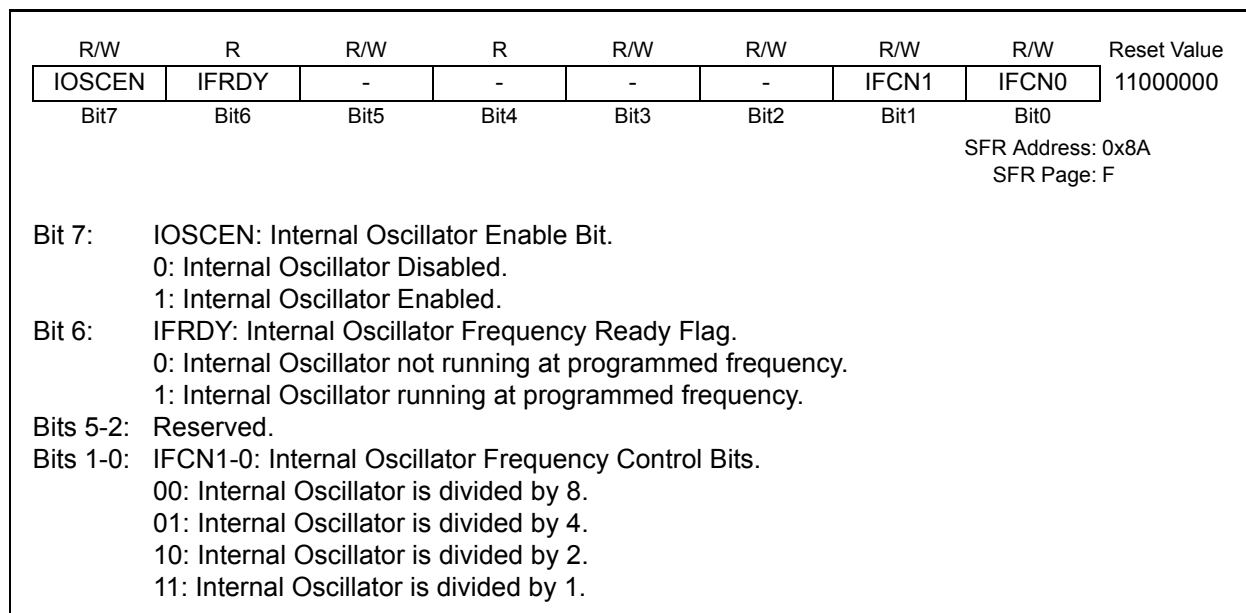 R/W R R/W R R/W R/W R/W R/W Reset Value
IOSCEN IFRDY - - - - IFCN1 IFCN0 11000000
Bit7 Bit6 Bit5 Bit4 Bit3 Bit2 Bit1 Bit0
SFR Address: 0x8A
SFR Page: F
Bit 7: IOSCEN: Internal Oscillator Enable Bit.
0: Internal Oscillator Disabled.
1: Internal Oscillator Enabled.
Bit 6: IFRDY: Internal Oscillator Frequency Ready Flag.
0: Internal Oscillator not running at programmed frequency.
1: Internal Oscillator running at programmed frequency.
Bits 5-2: Reserved.
Bits 1-0: IFCN1-0: Internal Oscillator Frequency Control Bits.
00: Internal Oscillator is divided by 8.
01: Internal Oscillator is divided by 4.
10: Internal Oscillator is divided by 2.
11: Internal Oscillator is divided by 1.